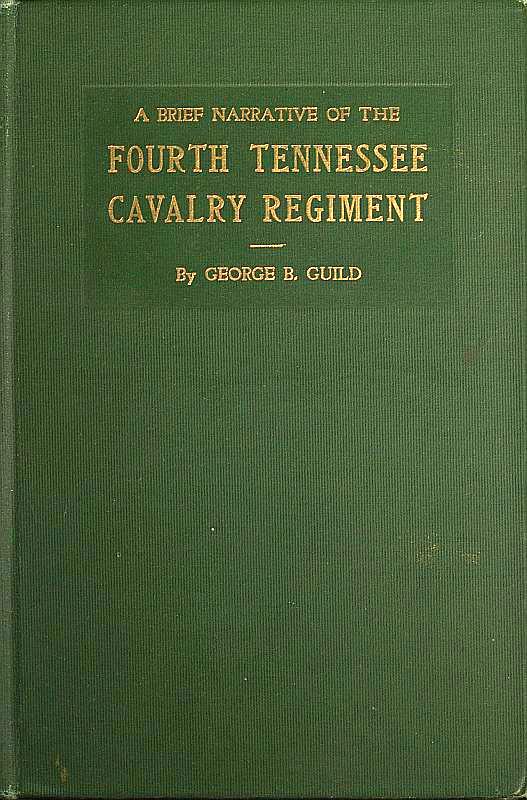 A BRIEF NARRATIVE OF THE
FOURTH TENNESSEE
CAVALRY REGIMENT
By GEORGE B. GUILD